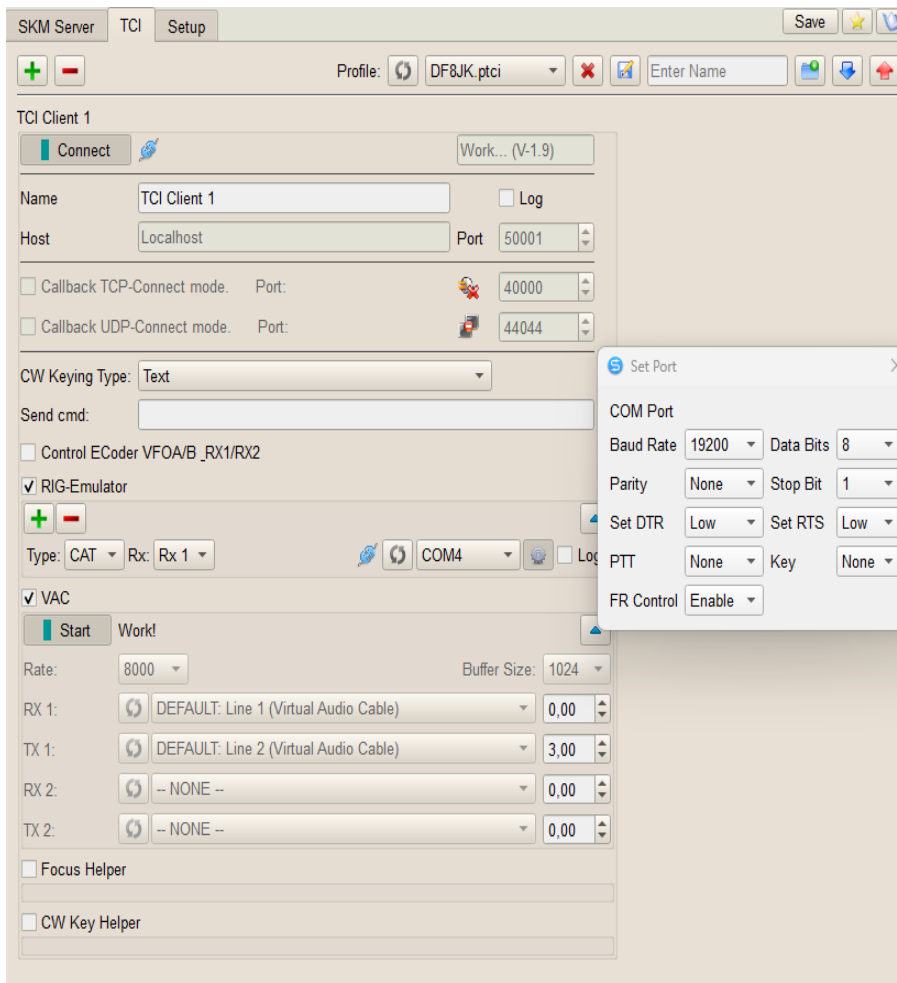 SKM Server TCI Setup Save
Profile: DF8JK.ptci Enter Name
TCI Client 1
Connect Work... (V-1.9)
Name TCI Client 1 Log
Host Localhost Port 50001
Callback TCP-Connect mode. Port: 40000
Callback UDP-Connect mode. Port: 44044
CW Keying Type: Text
Send cmd:
Control ECoder VFOA/B _RX1/RX2
RIG-Emulator
Type: CAT Rx: Rx 1 COM4 Log
VAC
Start Work!
Rate: 8000 Buffer Size: 1024
RX 1: DEFAULT: Line 1 (Virtual Audio Cable) 0,00
TX 1: DEFAULT: Line 2 (Virtual Audio Cable) 3,00
RX 2: -- NONE -- 0,00
TX 2: -- NONE -- 0,00
Focus Helper
CW Key Helper
Set Port
COM Port
Baud Rate 19200 Data Bits 8
Parity None Stop Bit 1
Set DTR Low Set RTS Low
PTT None Key None
FR Control Enable